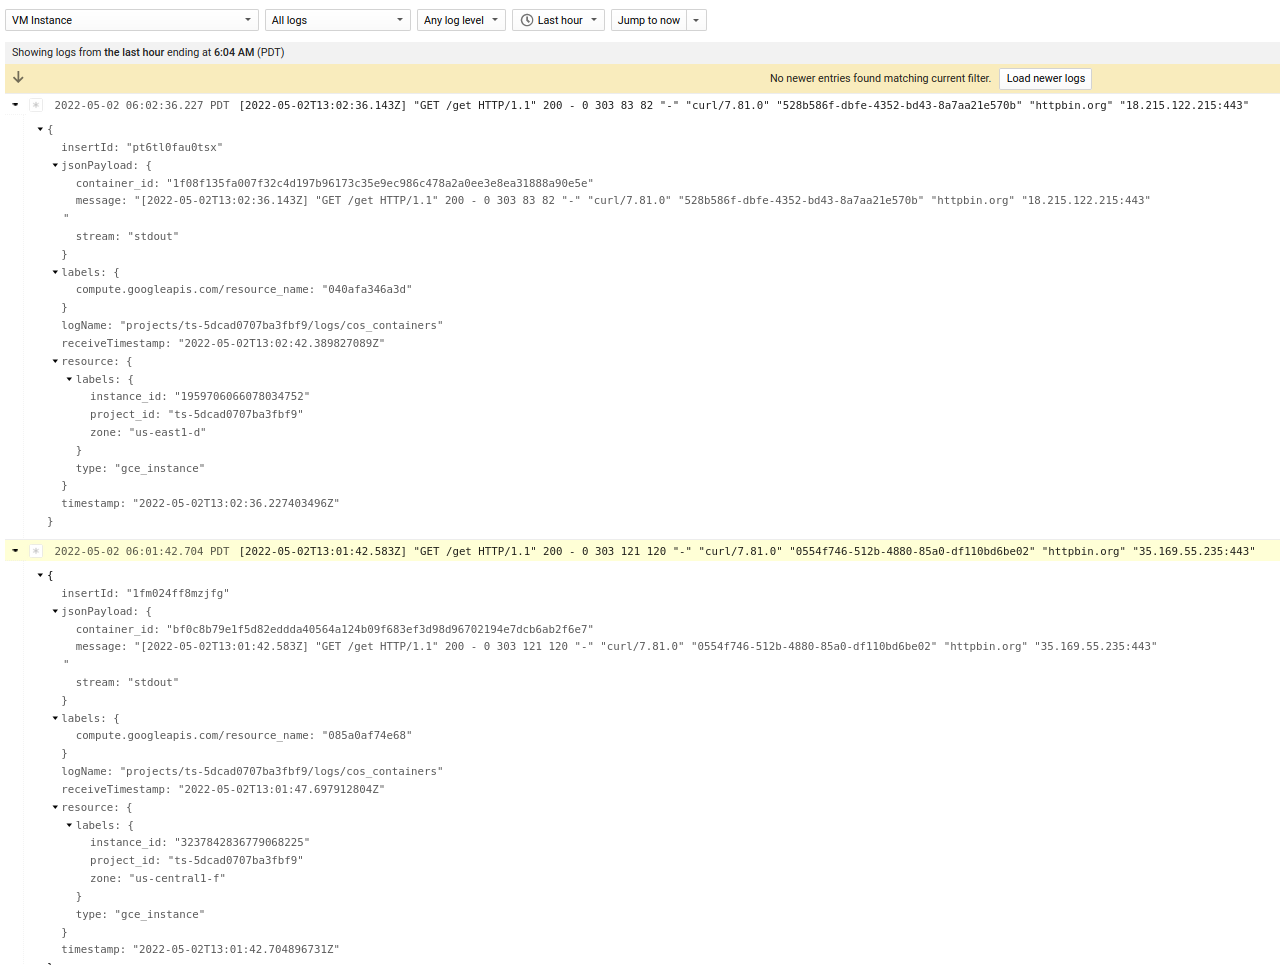 VM Instance All logs Any log level Last hour Jump to now
Showing logs from the last hour ending at 6:04 AM (PDT)
No newer entries found matching current filter. Load newer logs
2022-05-02 06:02:36.227 PDT [2022-05-02T13:02:36.143Z] "GET /get HTTP/1.1" 200 - 0 303 83 82 "-" "curl/7.81.0" "528b586f-dbfe-4352-bd43-8a7aa21e570b" "httpbin.org" "18.215.122.215:443"
{
insertId: "pt6tl0fau0tsx"
jsonPayload: {
container_id: "1f08f135fa007f32c4d197b96173c35e9ec986c478a2a0ee3e8ea31888a90e5e"
message: "[2022-05-02T13:02:36.143Z] "GET /get HTTP/1.1" 200 - 0 303 83 82 "-" "curl/7.81.0" "528b586f-dbfe-4352-bd43-8a7aa21e570b" "httpbin.org" "18.215.122.215:443"
"
stream: "stdout"
}
labels: {
compute.googleapis.com/resource_name: "040afa346a3d"
}
logName: "projects/ts-5dcad0707ba3fbf9/logs/cos_containers"
receiveTimestamp: "2022-05-02T13:02:42.389827089Z"
resource: {
labels: {
instance_id: "1959706066078034752"
project_id: "ts-5dcad0707ba3fbf9"
zone: "us-east1-d"
}
type: "gce_instance"
}
timestamp: "2022-05-02T13:02:36.227403496Z"
}
2022-05-02 06:01:42.704 PDT [2022-05-02T13:01:42.583Z] "GET /get HTTP/1.1" 200 - 0 303 121 120 "-" "curl/7.81.0" "0554f746-512b-4880-85a0-df110bd6be02" "httpbin.org" "35.169.55.235:443"
{
insertId: "1fm024ff8mzjfg"
jsonPayload: {
container_id: "bf0c8b79e1f5d82eddda40564a124b09f683ef3d98d96702194e7dcb6ab2f6e7"
message: "[2022-05-02T13:01:42.583Z] "GET /get HTTP/1.1" 200 - 0 303 121 120 "-" "curl/7.81.0" "0554f746-512b-4880-85a0-df110bd6be02" "httpbin.org" "35.169.55.235:443"
"
stream: "stdout"
}
labels: {
compute.googleapis.com/resource_name: "085a0af74e68"
}
logName: "projects/ts-5dcad0707ba3fbf9/logs/cos_containers"
receiveTimestamp: "2022-05-02T13:01:47.697912804Z"
resource: {
labels: {
instance_id: "3237842836779068225"
project_id: "ts-5dcad0707ba3fbf9"
zone: "us-central1-f"
}
type: "gce_instance"
}
timestamp: "2022-05-02T13:01:42.704896731Z"